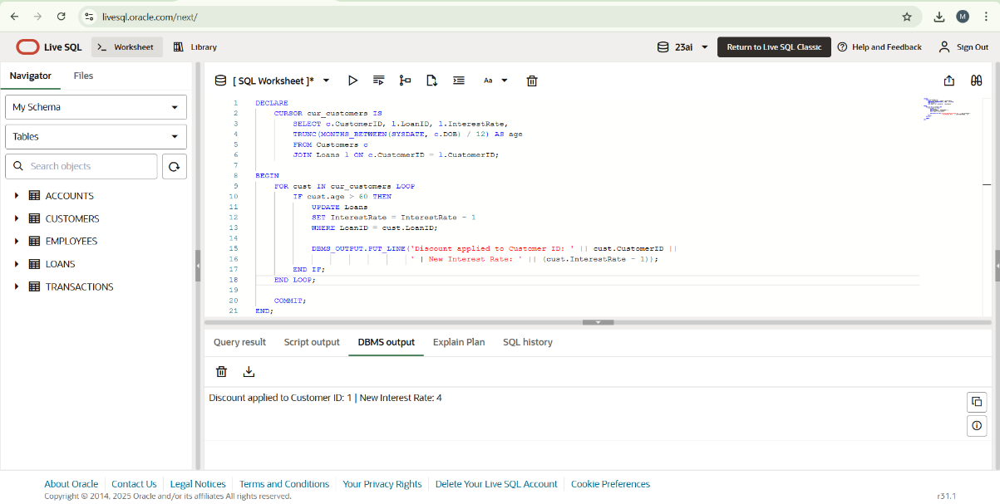 livesql.oracle.com/next/
M
Live SQL
>_ Worksheet
Library
23ai
Return to Live SQL Classic
Help and Feedback
Sign Out
Navigator
Files
My Schema
Tables
Search objects
ACCOUNTS
CUSTOMERS
EMPLOYEES
LOANS
TRANSACTIONS
[ SQL Worksheet ]*
Aa
1 DECLARE
2 CURSOR cur_customers IS
3 SELECT c.CustomerID, l.LoanID, l.InterestRate,
4 TRUNC(MONTHS_BETWEEN(SYSDATE, c.DOB) / 12) AS age
5 FROM Customers c
6 JOIN Loans l ON c.CustomerID = l.CustomerID;
7
8 BEGIN
9 FOR cust IN cur_customers LOOP
10 IF cust.age > 60 THEN
11 UPDATE Loans
12 SET InterestRate = InterestRate - 1
13 WHERE LoanID = cust.LoanID;
14
15 DBMS_OUTPUT.PUT_LINE('Discount applied to Customer ID: ' || cust.CustomerID ||
16 ' | New Interest Rate: ' || (cust.InterestRate - 1));
17 END IF;
18 END LOOP;
19
20 COMMIT;
21 END;
Query result
Script output
DBMS output
Explain Plan
SQL history
Discount applied to Customer ID: 1 | New Interest Rate: 4
About Oracle
Contact Us
Legal Notices
Terms and Conditions
Your Privacy Rights
Delete Your Live SQL Account
Cookie Preferences
Copyright © 2014, 2025 Oracle and/or its affiliates All rights reserved.
r31.1